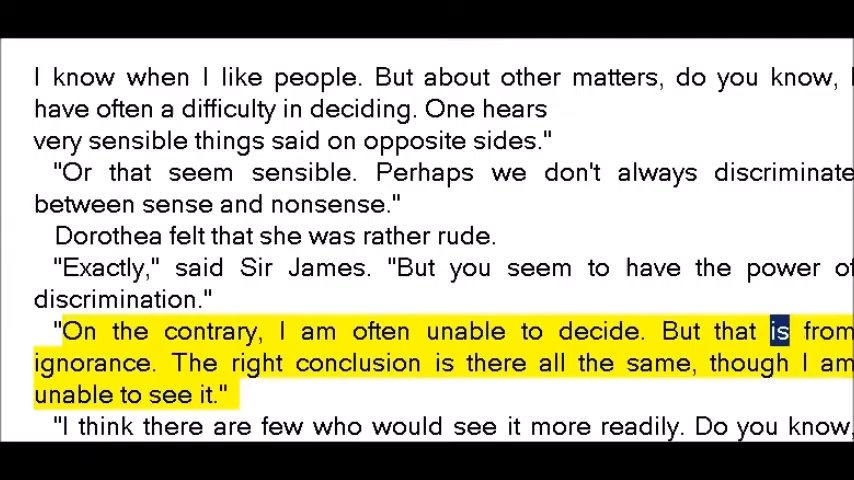 I know when I like people. But about other matters, do you know, I
have often a difficulty in deciding. One hears
very sensible things said on opposite sides."
"Or that seem sensible. Perhaps we don't always discriminate
between sense and nonsense."
Dorothea felt that she was rather rude.
"Exactly," said Sir James. "But you seem to have the power of
discrimination."
"On the contrary, I am often unable to decide. But that is from
ignorance. The right conclusion is there all the same, though I am
unable to see it."
"I think there are few who would see it more readily. Do you know,